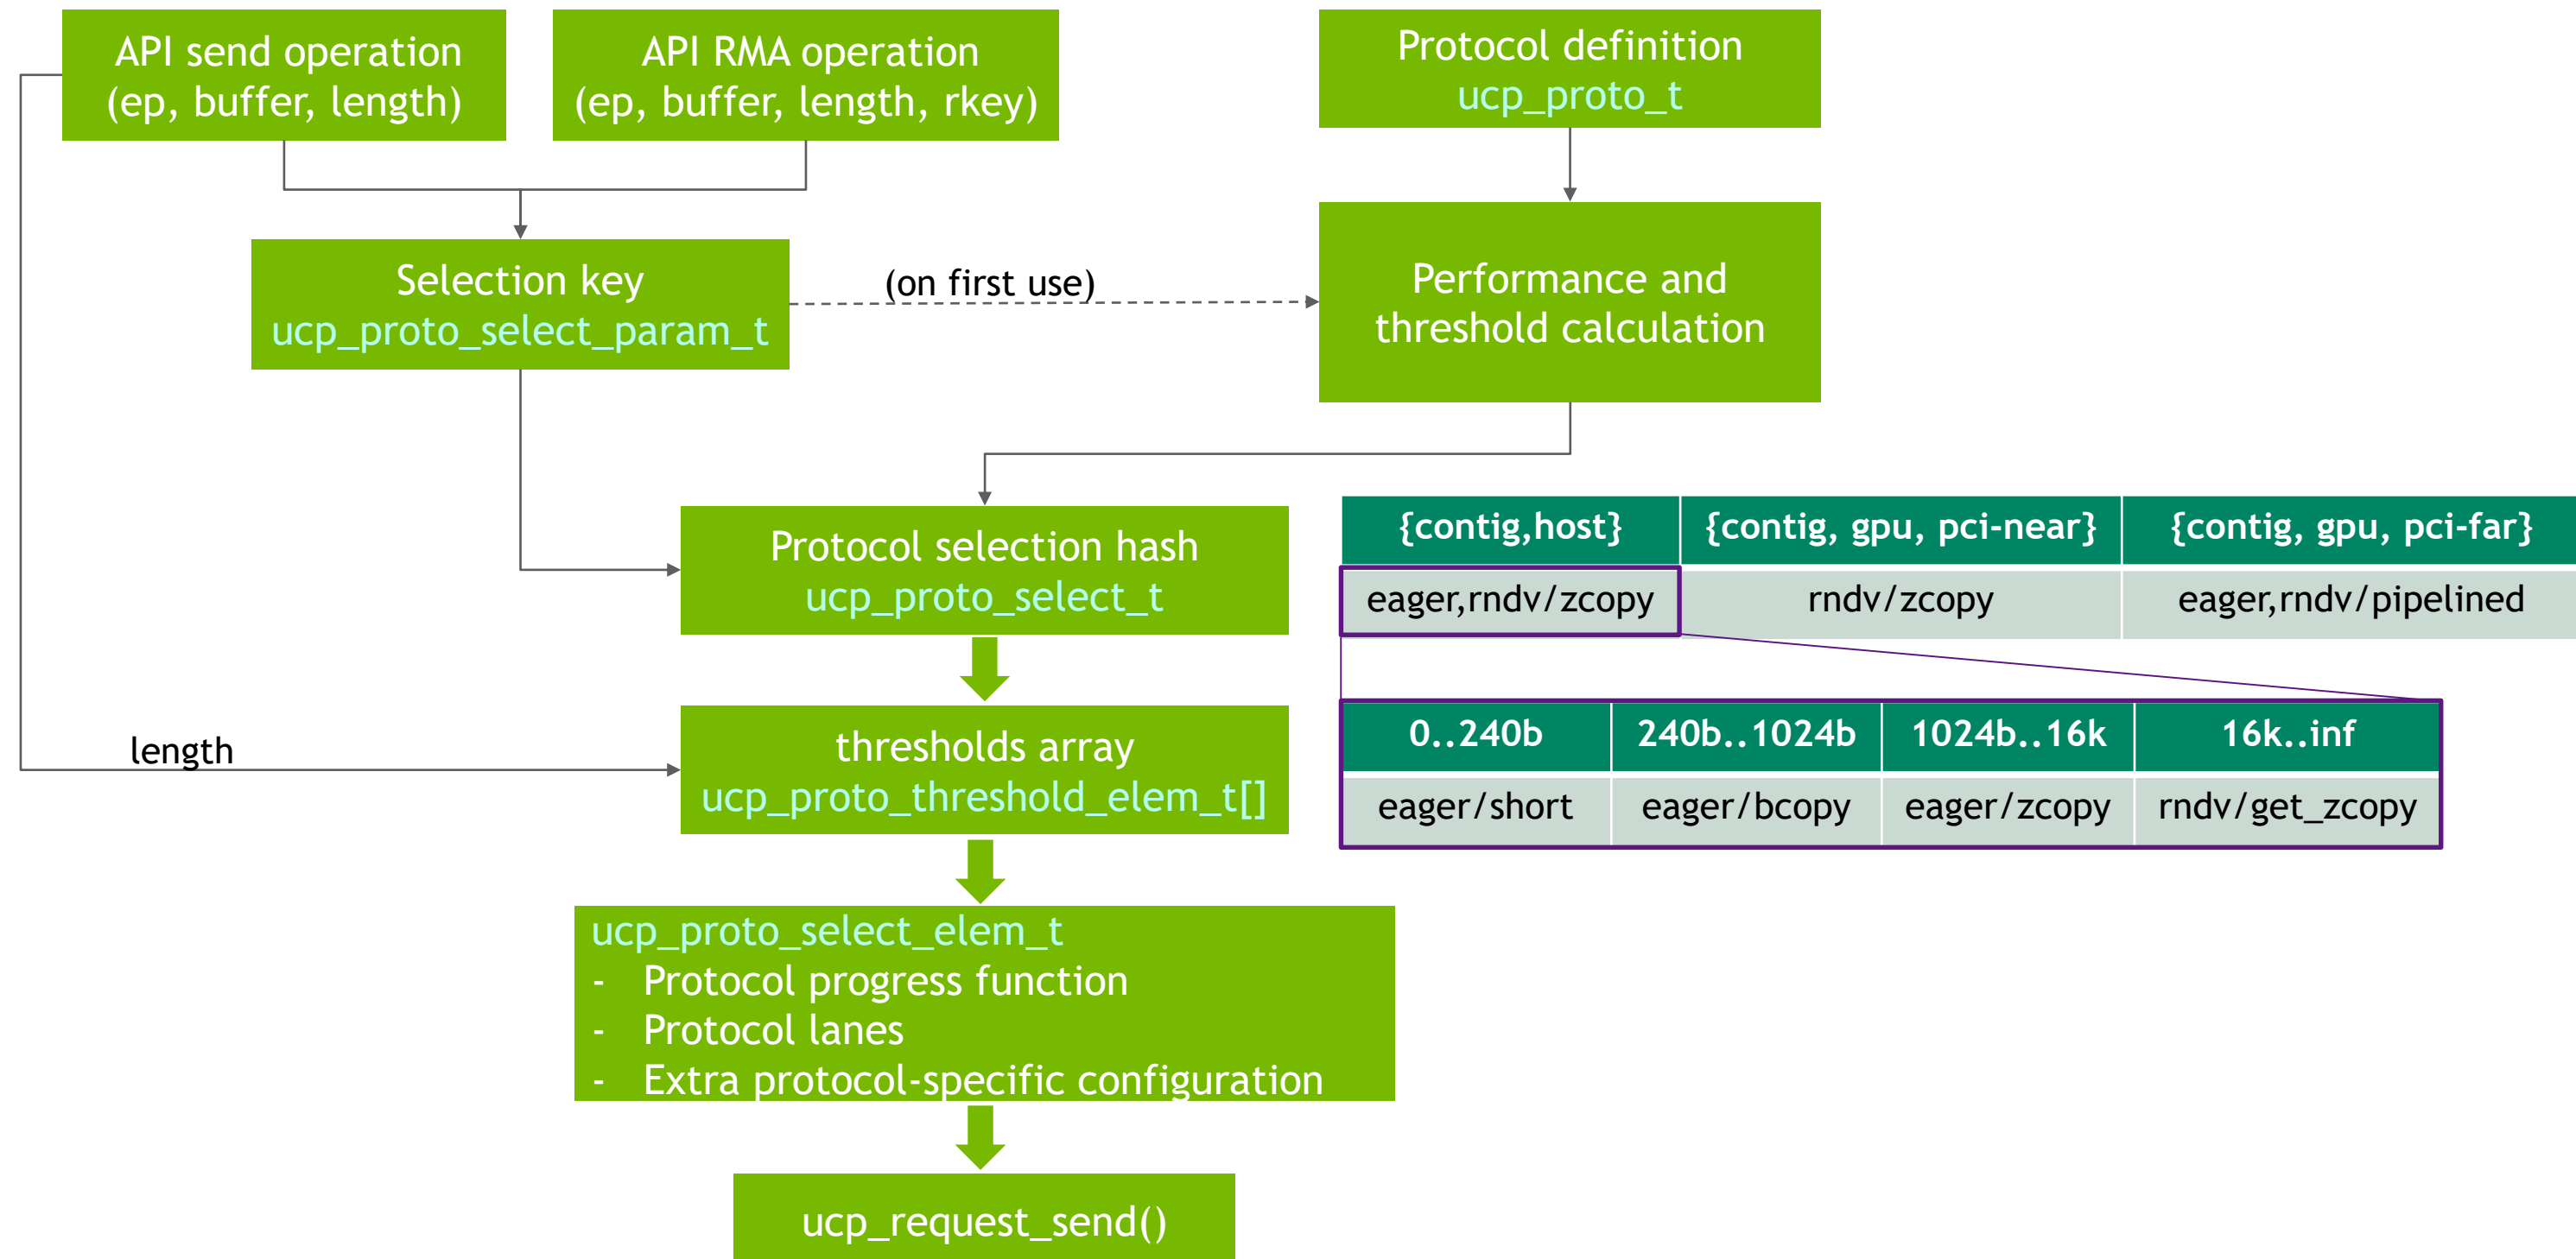 API send operation
(ep, buffer, length)
API RMA operation
(ep, buffer, length, rkey)
Protocol definition
ucp_proto_t
Selection key
ucp_proto_select_param_t
(on first use)
Performance and
threshold calculation
Protocol selection hash
ucp_proto_select_t
{contig,host}
{contig, gpu, pci-near}
{contig, gpu, pci-far}
eager,rndv/zcopy
rndv/zcopy
eager,rndv/pipelined
length
thresholds array
ucp_proto_threshold_elem_t[]
0..240b
240b..1024b
1024b..16k
16k..inf
eager/short
eager/bcopy
eager/zcopy
rndv/get_zcopy
ucp_proto_select_elem_t
- Protocol progress function
- Protocol lanes
- Extra protocol-specific configuration
ucp_request_send()